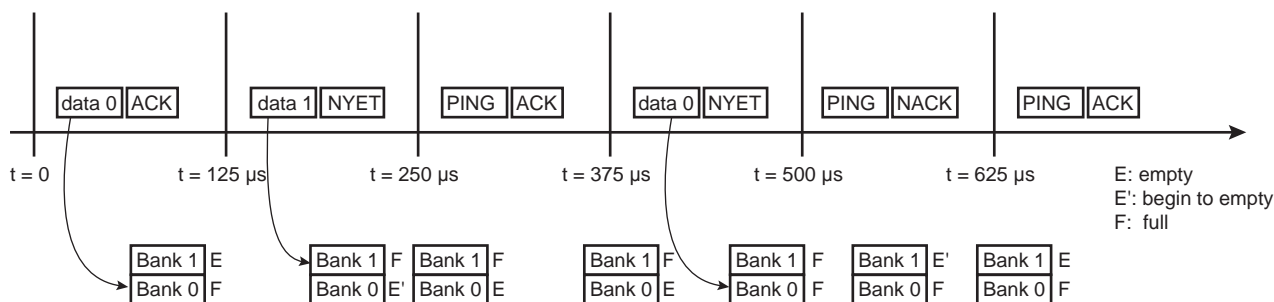 data 0 ACK data 1 NYET PING ACK data 0 NYET PING NACK PING ACK
t = 0 t = 125 μs t = 250 μs t = 375 μs t = 500 μs t = 625 μs
E: empty
E': begin to empty
F: full
Bank 1 E Bank 1 F Bank 1 F Bank 1 F Bank 1 F Bank 1 E' Bank 1 E
Bank 0 F Bank 0 E' Bank 0 E Bank 0 E Bank 0 F Bank 0 F Bank 0 F